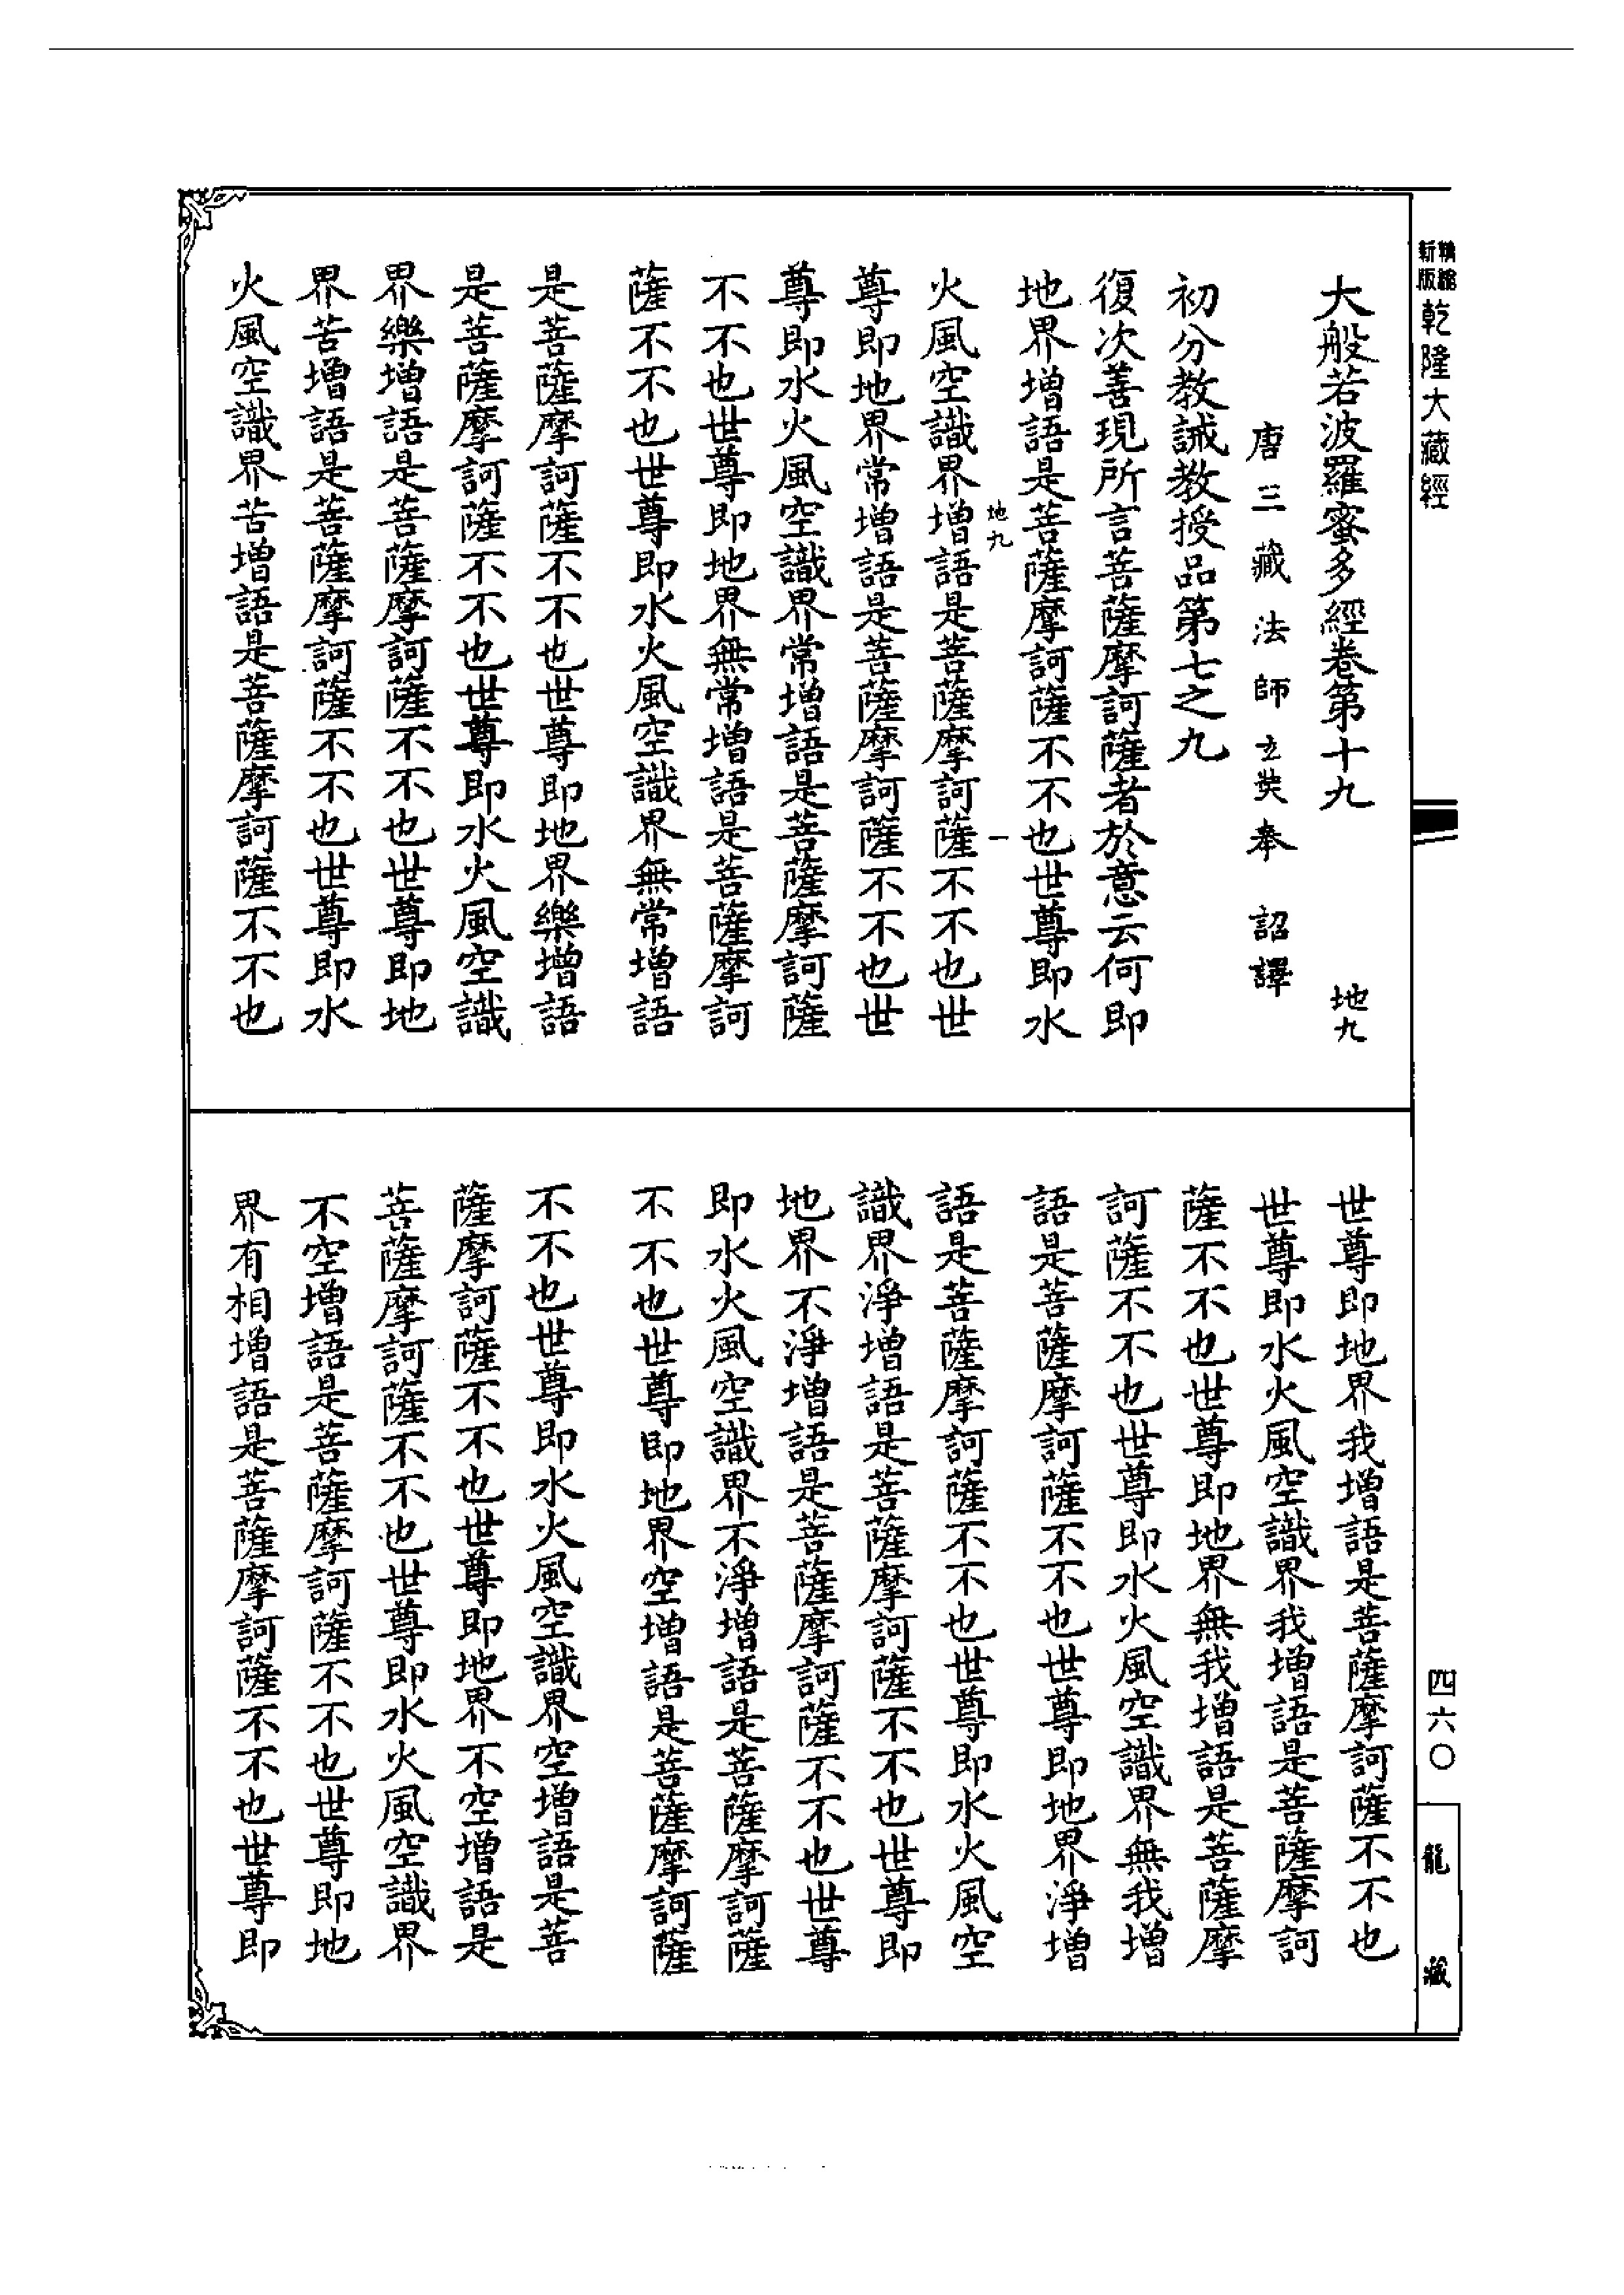 精縮新版乾隆大藏經
四六〇
龍藏
大般若波羅蜜多經卷第十九 地九
唐三藏法師玄奘奉 詔譯
初分教誡教授品第七之九
復次善現所言菩薩摩訶薩者於意云何即
地界增語是菩薩摩訶薩不不也世尊即水
地九 一
火風空識界增語是菩薩摩訶薩不不也世
尊即地界常增語是菩薩摩訶薩不不也世
尊即水火風空識界常增語是菩薩摩訶薩
不不也世尊即地界無常增語是菩薩摩訶
薩不不也世尊即水火風空識界無常增語
是菩薩摩訶薩不不也世尊即地界樂增語
是菩薩摩訶薩不不也世尊即水火風空識
界樂增語是菩薩摩訶薩不不也世尊即地
界苦增語是菩薩摩訶薩不不也世尊即水
火風空識界苦增語是菩薩摩訶薩不不也
世尊即地界我增語是菩薩摩訶薩不不也
世尊即水火風空識界我增語是菩薩摩訶
薩不不也世尊即地界無我增語是菩薩摩
訶薩不不也世尊即水火風空識界無我增
語是菩薩摩訶薩不不也世尊即地界淨增
語是菩薩摩訶薩不不也世尊即水火風空
識界淨增語是菩薩摩訶薩不不也世尊即
地界不淨增語是菩薩摩訶薩不不也世尊
即水火風空識界不淨增語是菩薩摩訶薩
不不也世尊即地界空增語是菩薩摩訶薩
不不也世尊即水火風空識界空增語是菩
薩摩訶薩不不也世尊即地界不空增語是
菩薩摩訶薩不不也世尊即水火風空識界
不空增語是菩薩摩訶薩不不也世尊即地
界有相增語是菩薩摩訶薩不不也世尊即